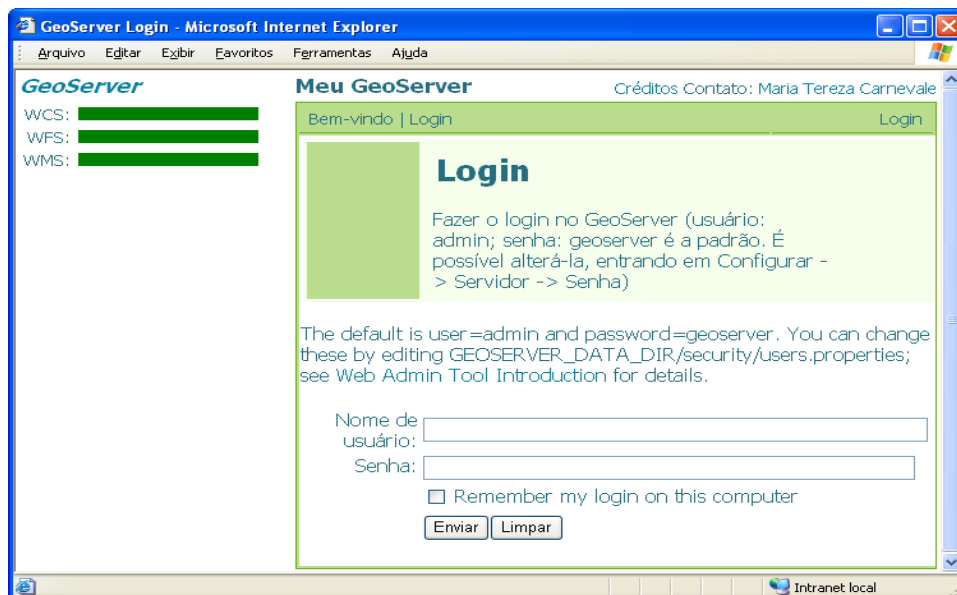 GeoServer Login - Microsoft Internet Explorer
Arquivo Editar Exibir Favoritos Ferramentas Ajuda
GeoServer
WCS:
WFS:
WMS:
Meu GeoServer
Créditos Contato: Maria Tereza Carnevale
Bem-vindo | Login
Login
Login
Fazer o login no GeoServer (usuário:
admin; senha: geoserver é a padrão. É
possível alterá-la, entrando em Configurar -
> Servidor -> Senha)
The default is user=admin and password=geoserver. You can change
these by editing GEOSERVER_DATA_DIR/security/users.properties;
see Web Admin Tool Introduction for details.
Nome de
usuário:
Senha:
Remember my login on this computer
Enviar Limpar
Intranet local